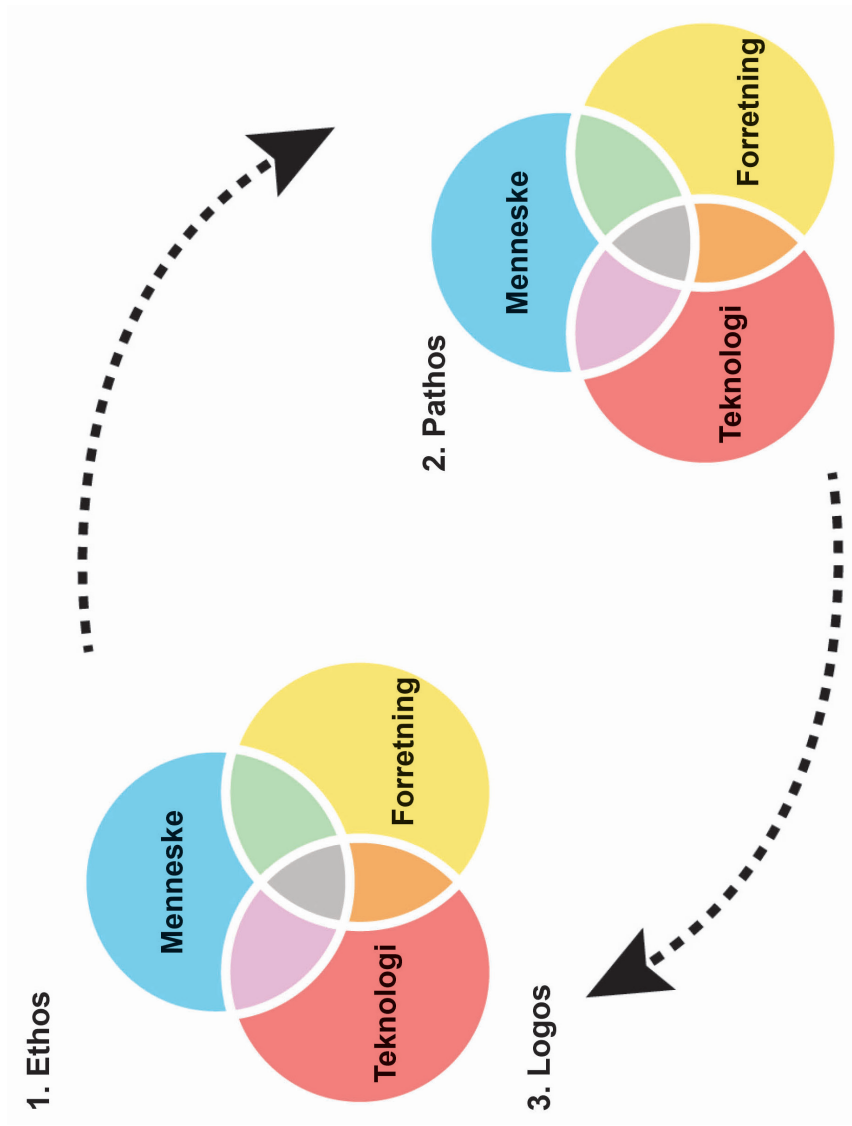 1. Ethos
Menneske
Teknologi
Forretning
2. Pathos
Menneske
Teknologi
Forretning
3. Logos